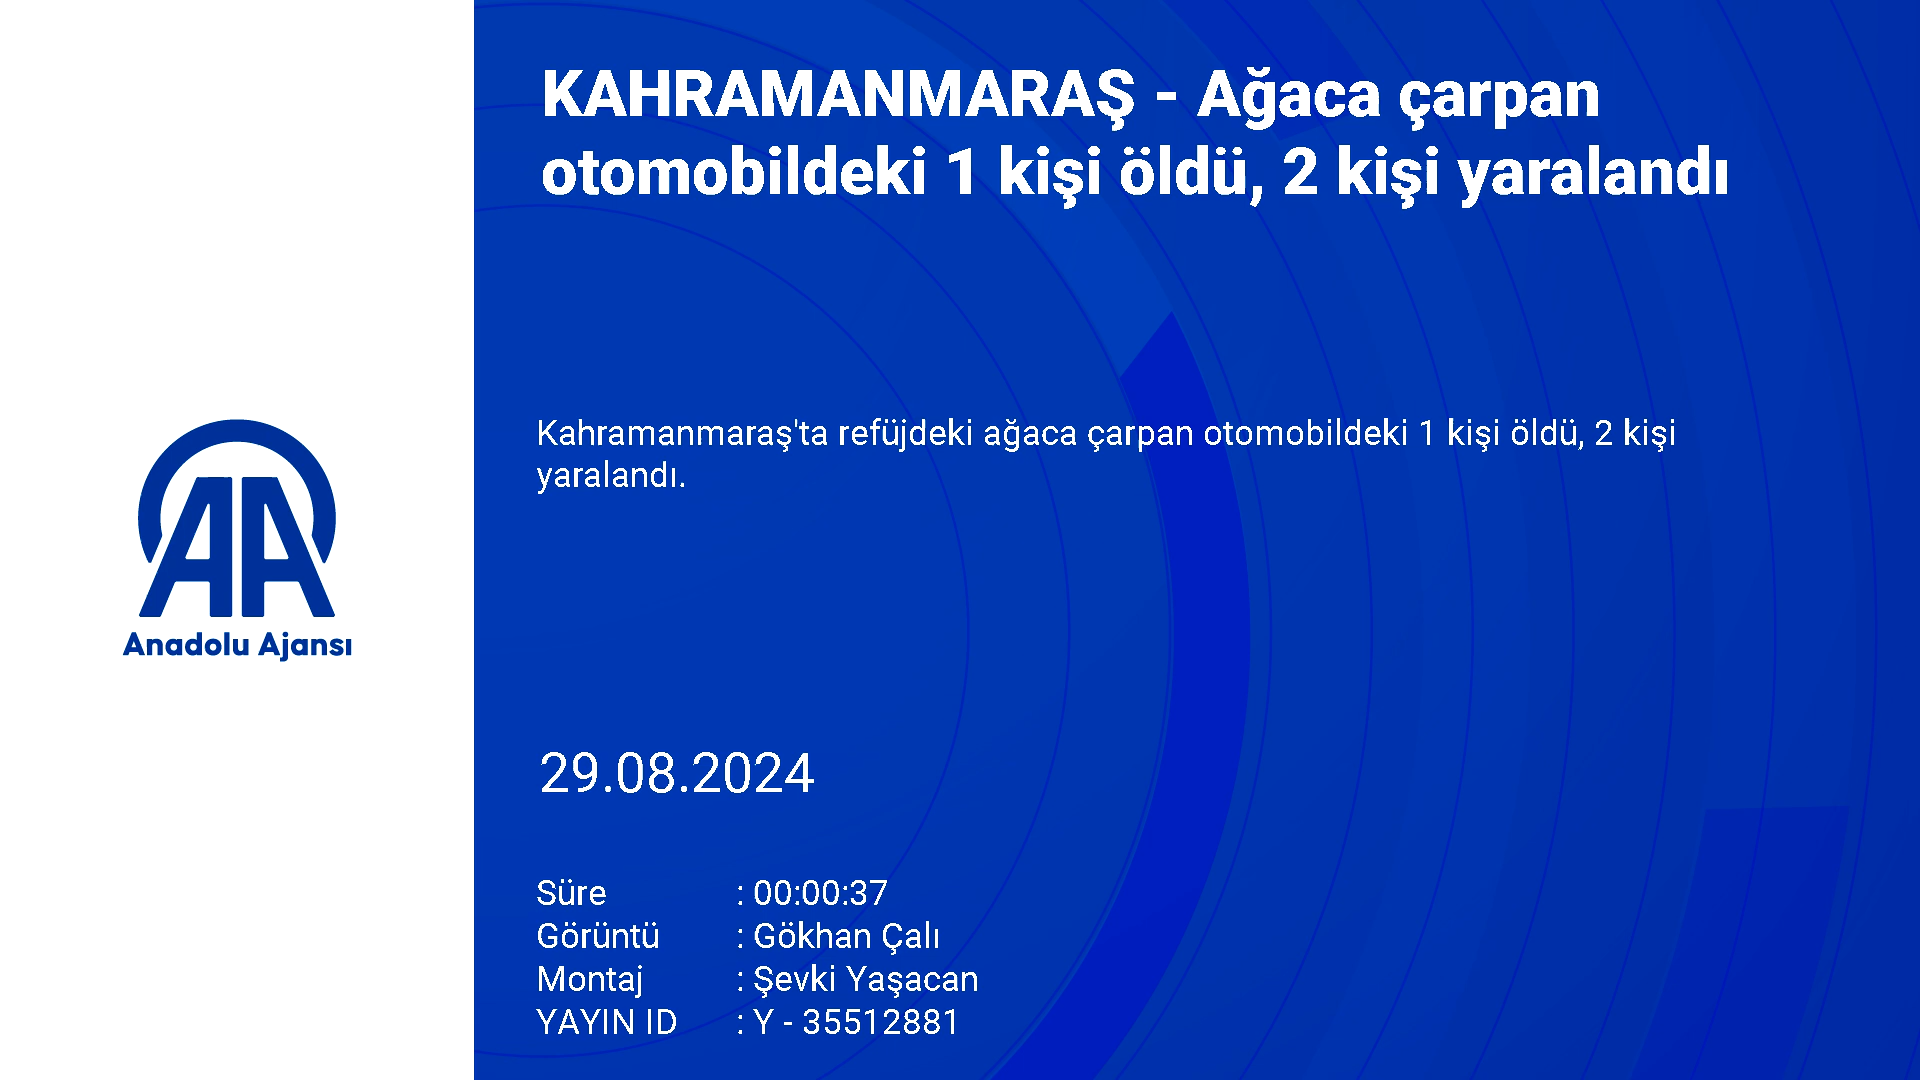 KAHRAMANMARAŞ - Ağaca çarpan
otomobildeki 1 kişi öldü, 2 kişi yaralandı
Kahramanmaraş'ta refüjdeki ağaca çarpan otomobildeki 1 kişi öldü, 2 kişi
yaralandı.
AA
Anadolu Ajansı
29.08.2024
Süre : 00:00:37
Görüntü : Gökhan Çalı
Montaj : Şevki Yaşacan
YAYIN ID : Y - 35512881